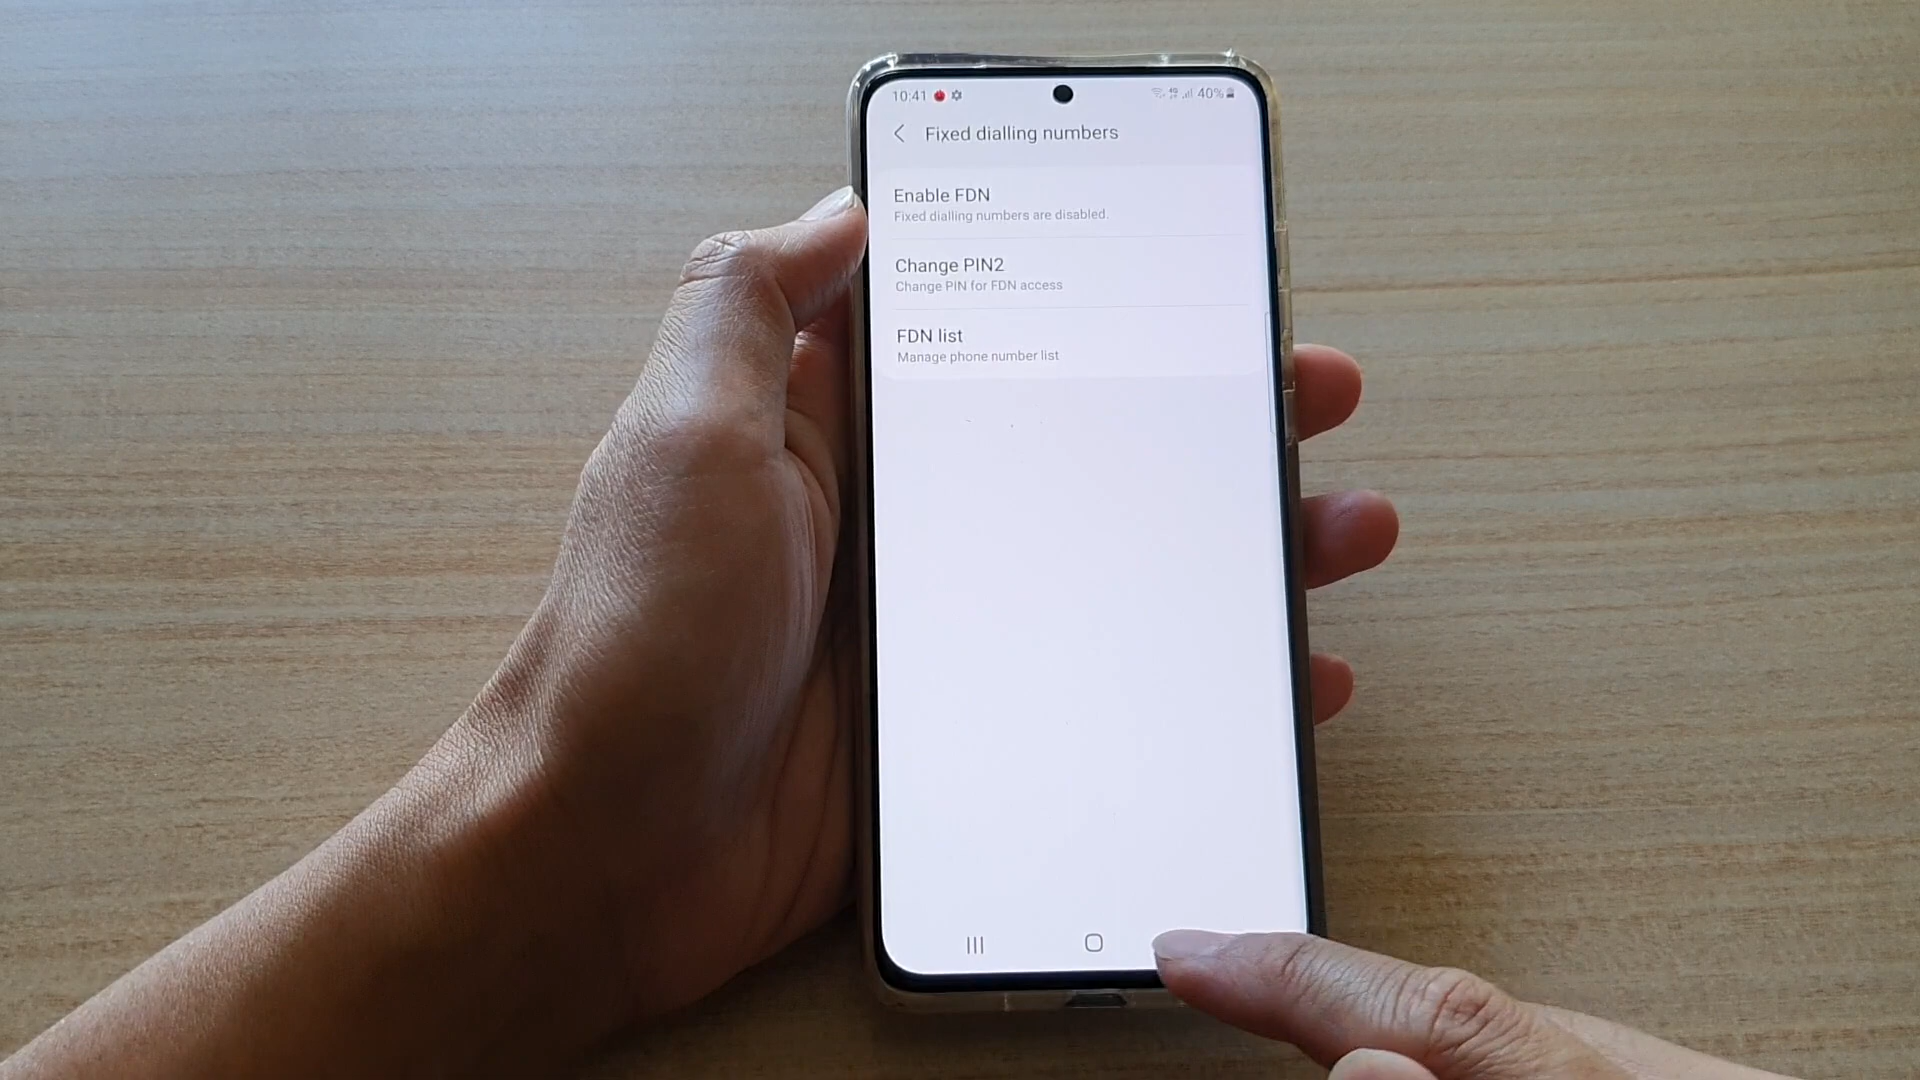 10:41 40%
Fixed dialling numbers
Enable FDN
Fixed dialling numbers are disabled.
Change PIN2
Change PIN for FDN access
FDN list
Manage phone number list